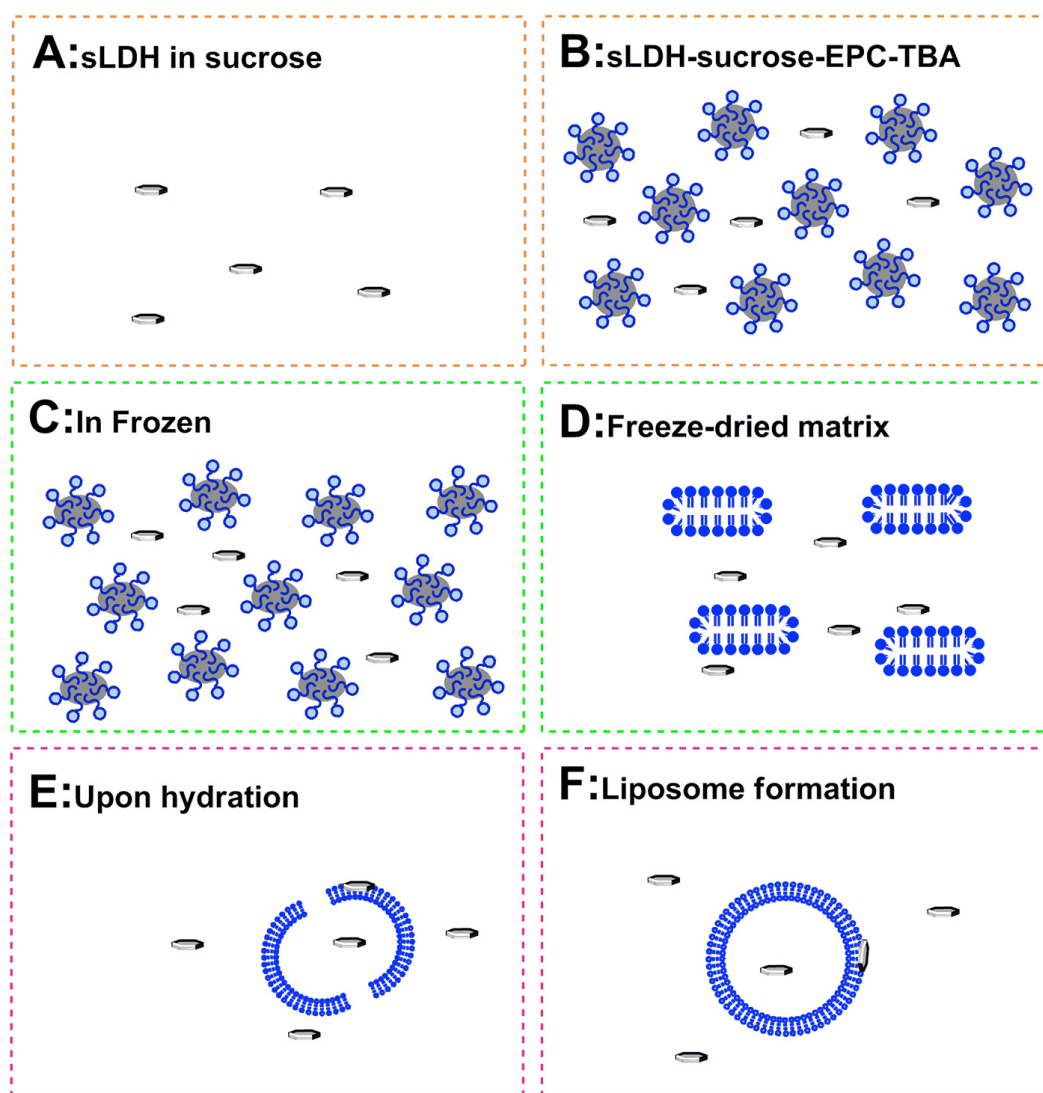 A:sLDH in sucrose
B:sLDH-sucrose-EPC-TBA
C:In Frozen
D:Freeze-dried matrix
E:Upon hydration
F:Liposome formation